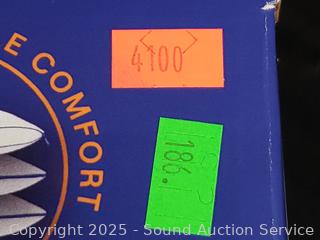 E COMFORT
4100
186.
Copyright 2025 - Sound Auction Service